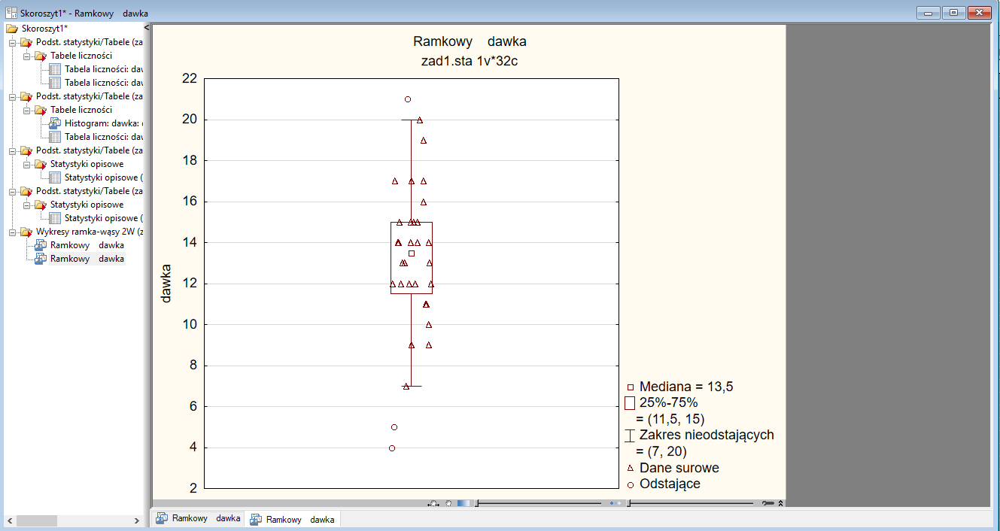 Skoroszyt1* - Ramkowy dawka
Skoroszyt1*
Podst. statystyki/Tabele (za
Tabele liczności
Tabela liczności: daw
Tabela liczności: daw
Podst. statystyki/Tabele (za
Tabele liczności
Histogram: dawka: 
Tabela liczności: daw
Podst. statystyki/Tabele (za
Statystyki opisowe
Statystyki opisowe (
Podst. statystyki/Tabele (za
Statystyki opisowe
Statystyki opisowe (
Wykresy ramka-wąsy 2W (z
Ramkowy dawka
Ramkowy dawka
Ramkowy dawka
zad1.sta 1v*32c
22
20
18
16
14
12
10
8
6
4
2
dawka
Mediana = 13,5
25%-75%
= (11,5, 15)
Zakres nieodstających
= (7, 20)
Dane surowe
Odstające
Ramkowy dawka
Ramkowy dawka